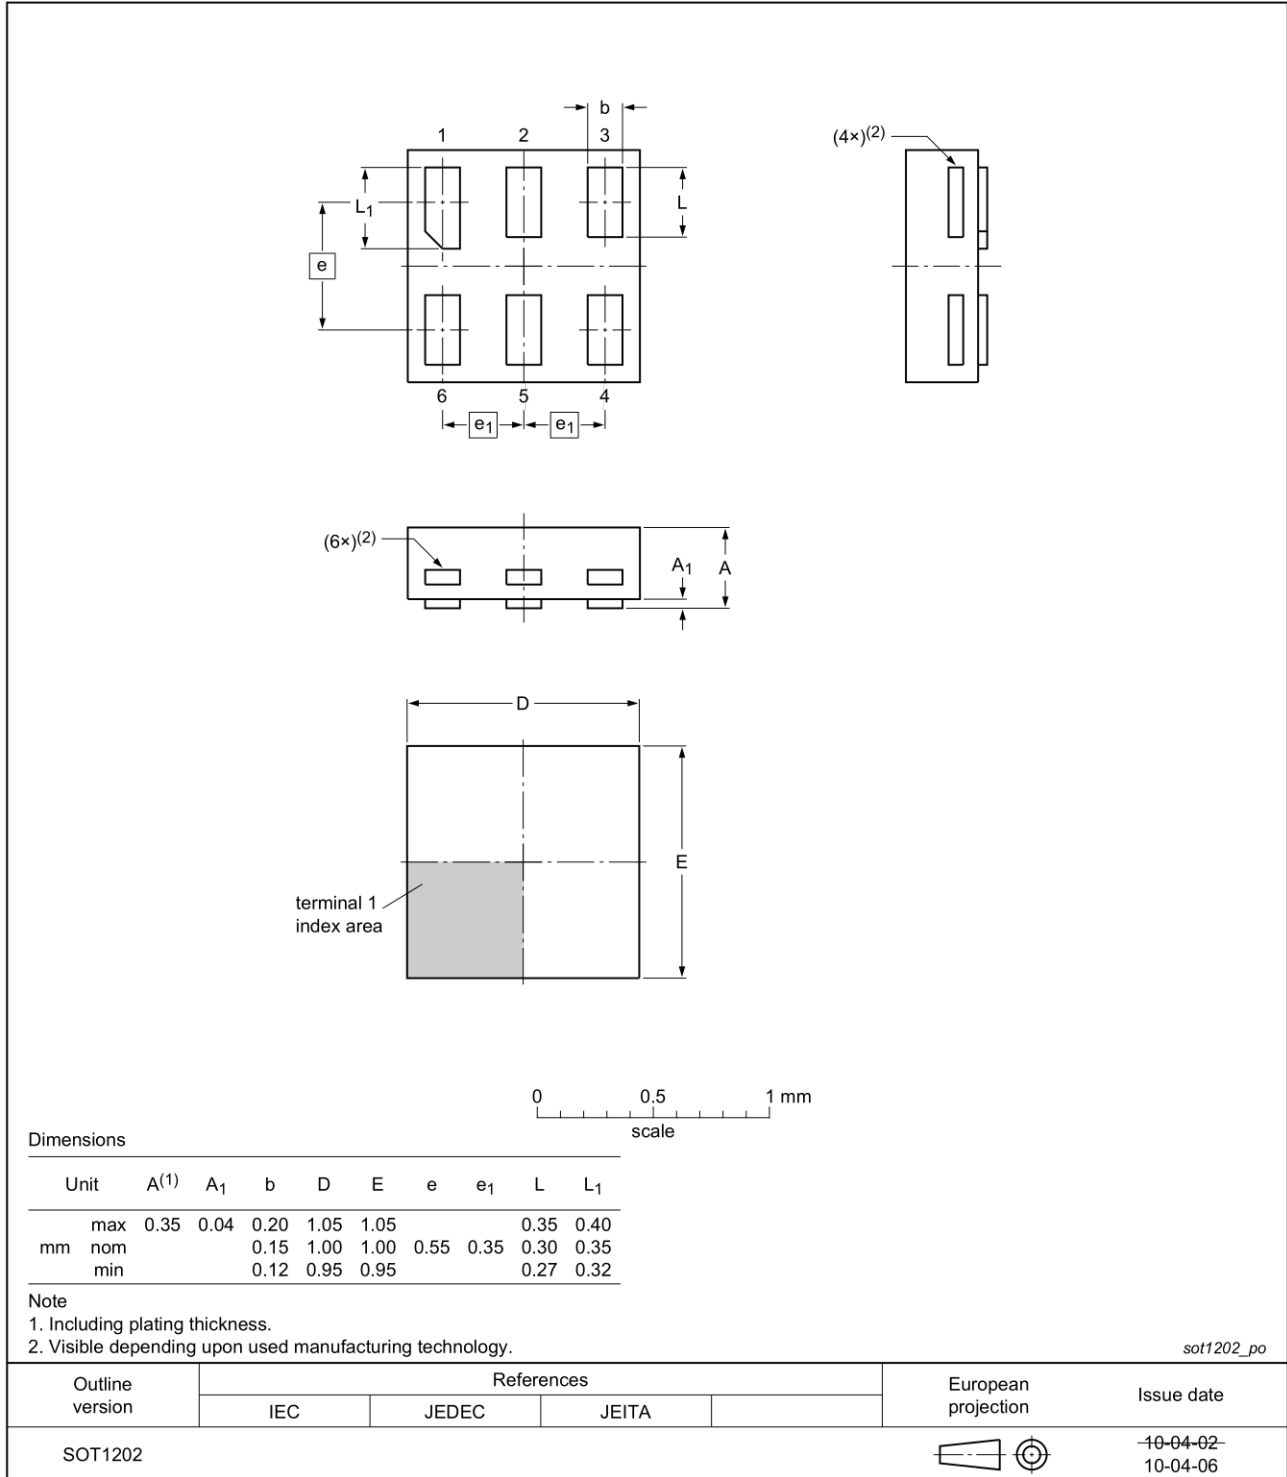 b
1 2 3
(4×)(2)
L1
L
e
6 5 4
e1 e1
(6×)(2)
A1 A
D
E
terminal 1
index area
0 0.5 1 mm
scale
Dimensions
Unit A(1) A1 b D E e e1 L L1
max 0.35 0.04 0.20 1.05 1.05 0.35 0.40
mm nom 0.15 1.00 1.00 0.55 0.35 0.30 0.35
min 0.12 0.95 0.95 0.27 0.32
Note
1. Including plating thickness.
2. Visible depending upon used manufacturing technology.
sot1202_po
Outline
version
References
IEC JEDEC JEITA
European
projection
Issue date
SOT1202
10-04-02
10-04-06